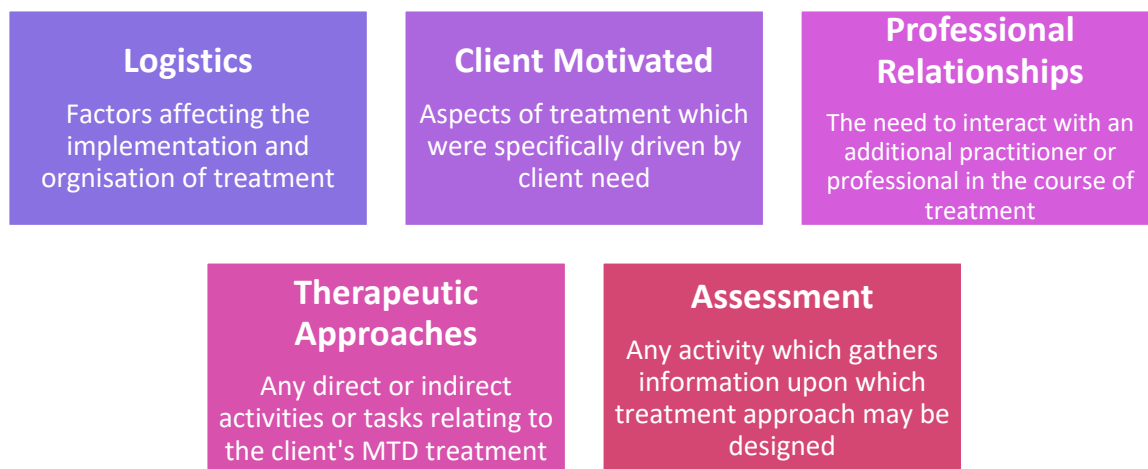 Logistics
Factors affecting the
implementation and
orgnisation of treatment
Client Motivated
Aspects of treatment which
were specifically driven by
client need
Professional
Relationships
The need to interact with an
additional practitioner or
professional in the course of
treatment
Therapeutic
Approaches
Any direct or indirect
activities or tasks relating to
the client's MTD treatment
Assessment
Any activity which gathers
information upon which
treatment approach may be
designed